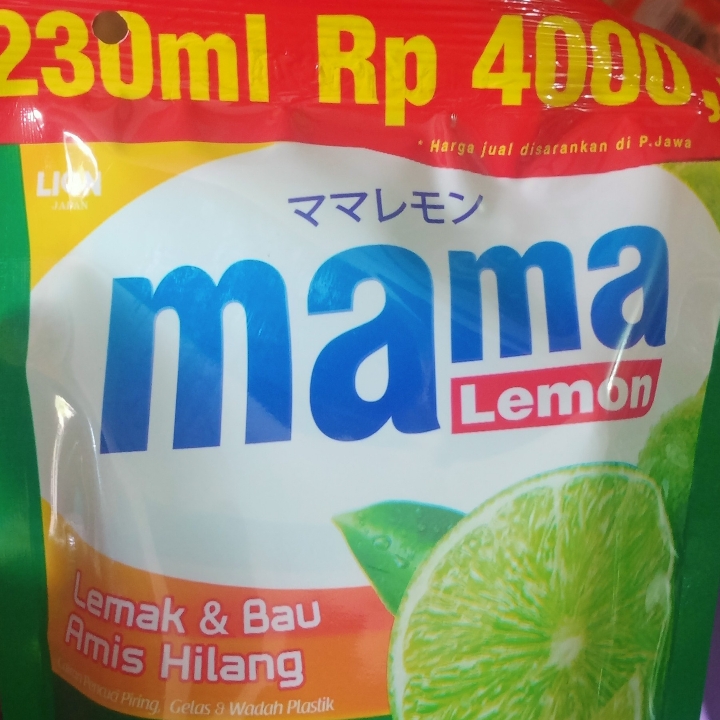 230ml Rp 4000,
* Harga jual disarankan di P.Jawa
LION
JAPAN
ママレモン
mama
Lemon
Lemak & Bau
Amis Hilang
Pencuci Piring, Gelas & Wadah Plastik